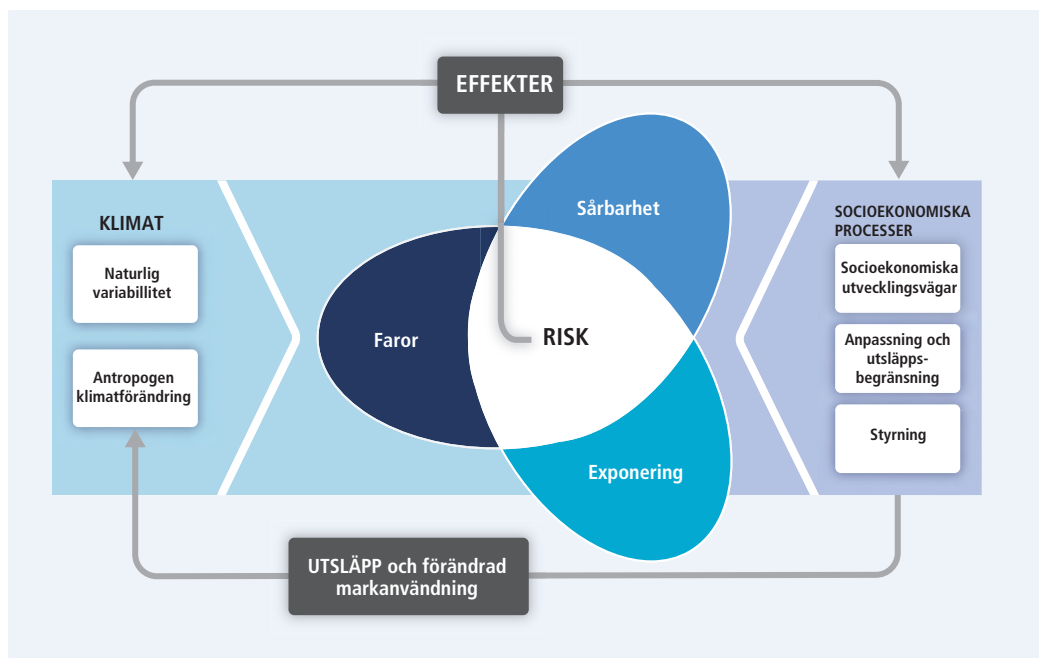 EFFEKTER
KLIMAT
Naturlig
variabillitet
Antropogen
klimatförändring
Faror
Sårbarhet
RISK
Exponering
SOCIOEKONOMISKA
PROCESSER
Socioekonomiska
utvecklingsvägar
Anpassning och
utsläpps-
begränsning
Styrning
UTSLÄPP och förändrad
markanvändning